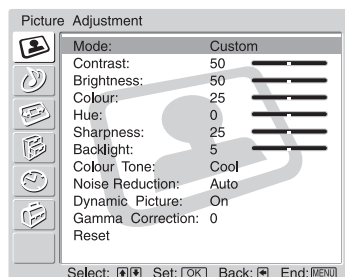 Picture Adjustment
Mode: Custom
Contrast: 50
Brightness: 50
Colour: 25
Hue: 0
Sharpness: 25
Backlight: 5
Colour Tone: Cool
Noise Reduction: Auto
Dynamic Picture: On
Gamma Correction: 0
Reset
Select: Set: OK Back: End: MENU